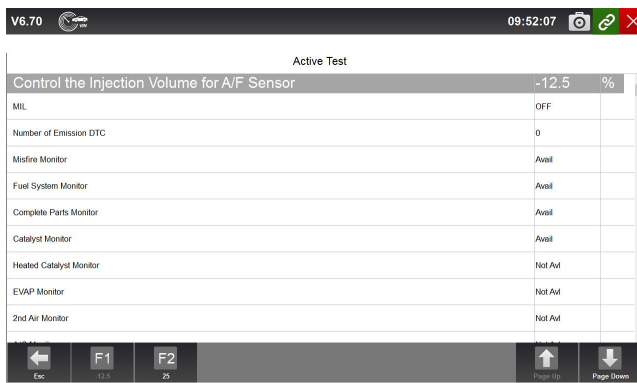 V6.70 VIN 09:52:07
Active Test
Control the Injection Volume for A/F Sensor -12.5 %
MIL OFF
Number of Emission DTC 0
Misfire Monitor Avail
Fuel System Monitor Avail
Complete Parts Monitor Avail
Catalyst Monitor Avail
Heated Catalyst Monitor Not Avl
EVAP Monitor Not Avl
2nd Air Monitor Not Avl
F1 F2
Esc -12.5 25 Page Up Page Down